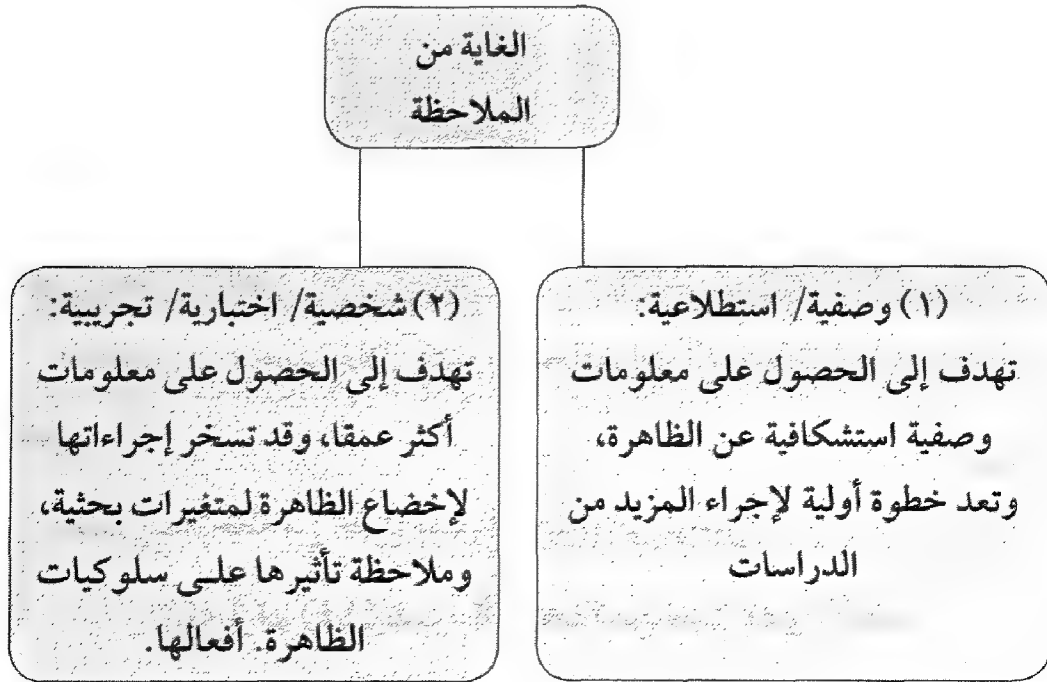 الغاية من
الملاحظة
(١) وصفية/ استطلاعية:
تهدف إلى الحصول على معلومات
وصفية استشكافية عن الظاهرة،
وتعد خطوة أولية لإجراء المزيد من
الدراسات
(٢) شخصية/ اختبارية/ تجريبية:
تهدف إلى الحصول على معلومات
أكثر عمقا، وقد تسخر إجراءاتها
لإخضاع الظاهرة لمتغيرات بحثية،
وملاحظة تأثيرها علـى سلوكيات
الظاهرة. أفعالها.